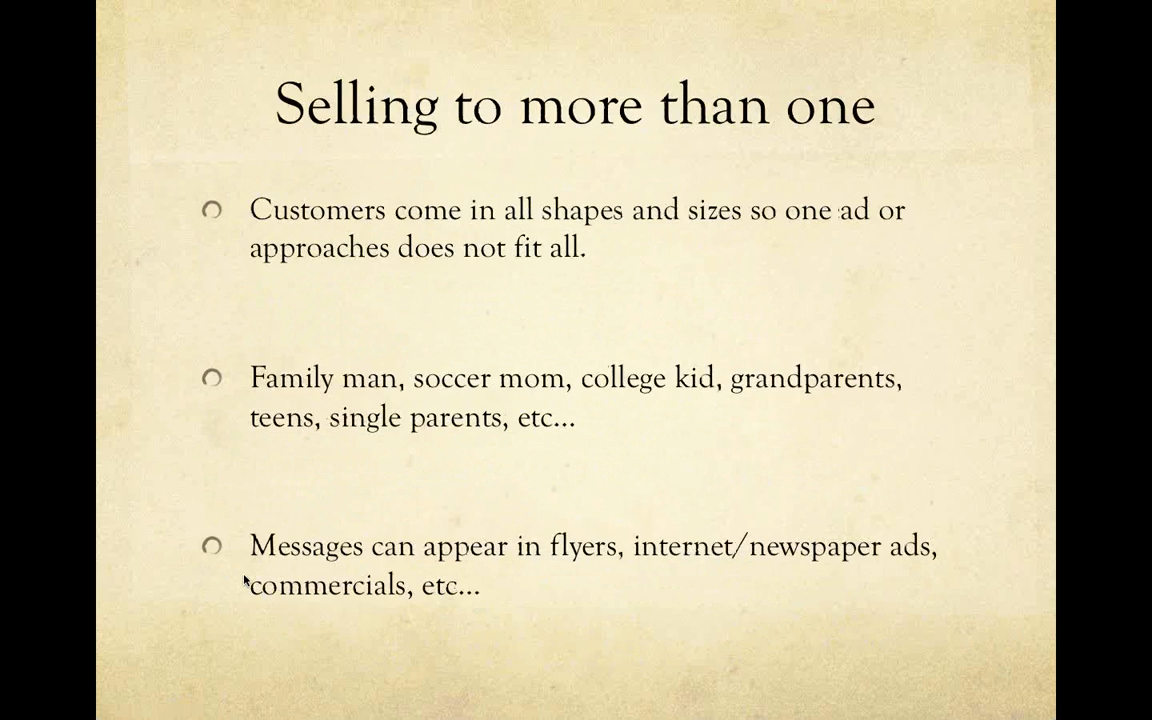 Selling to more than one
Customers come in all shapes and sizes so one ad or
approaches does not fit all.
Family man, soccer mom, college kid, grandparents,
teens, single parents, etc...
Messages can appear in flyers, internet/newspaper ads,
commercials, etc...